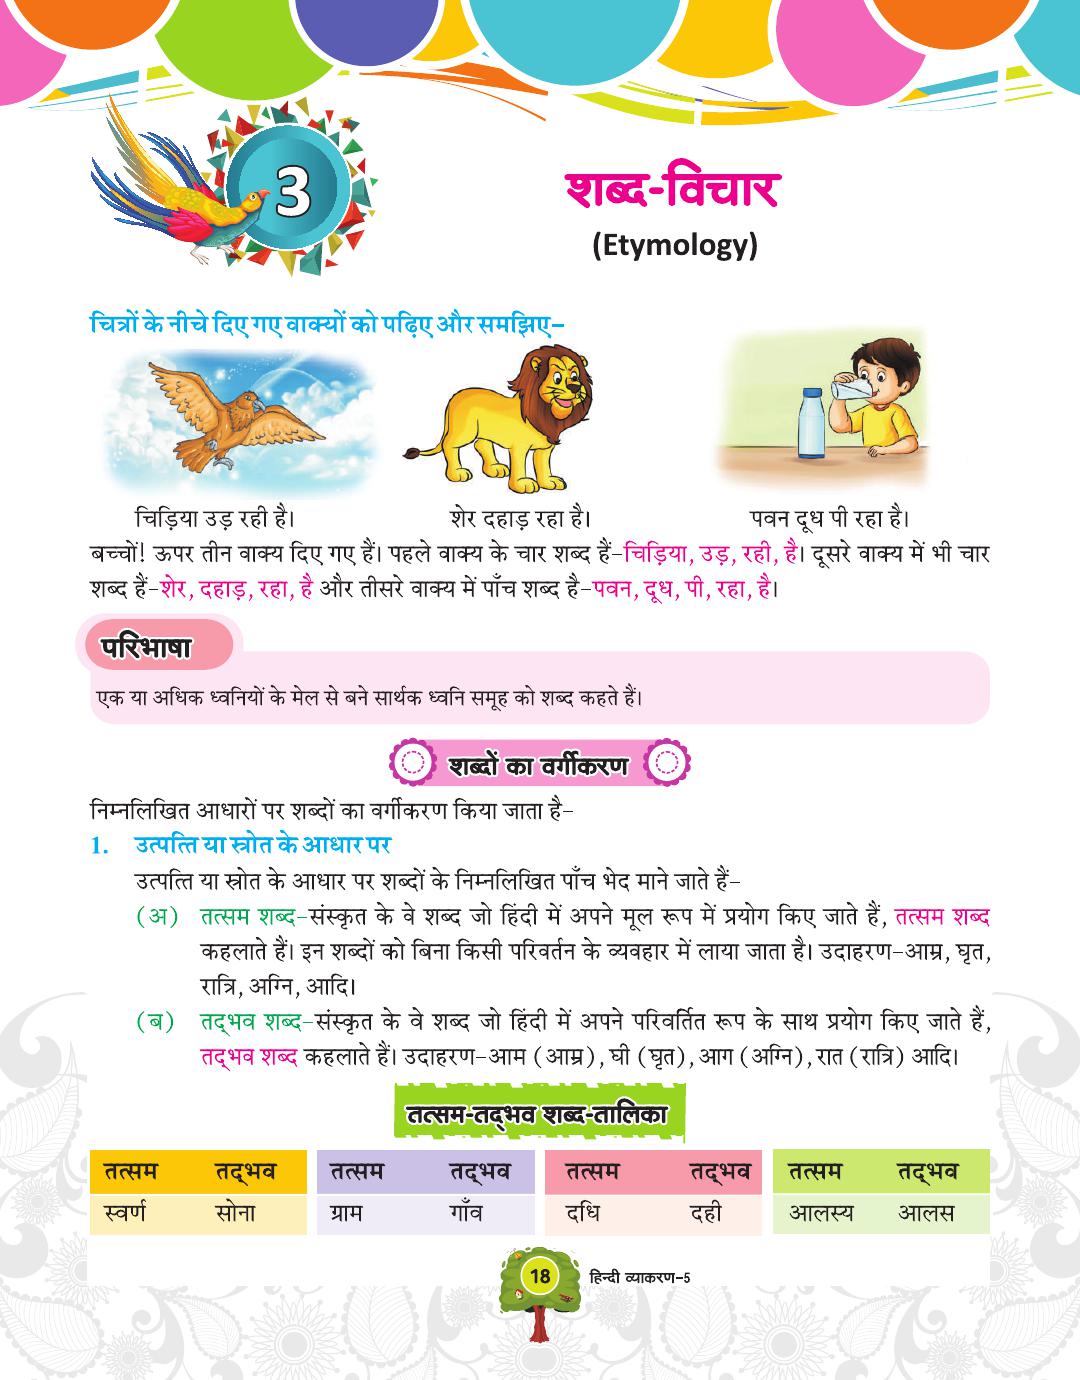 3
शब्द-विचार
(Etymology)
चित्रों के नीचे दिए गए वाक्यों को पढ़िए और समझिए–
चिड़िया उड़ रही है।
शेर दहाड़ रहा है।
पवन दूध पी रहा है।
बच्चों! ऊपर तीन वाक्य दिए गए हैं। पहले वाक्य के चार शब्द हैं–चिड़िया, उड़, रही, है। दूसरे वाक्य में भी चार
शब्द हैं–शेर, दहाड़, रहा, है और तीसरे वाक्य में पाँच शब्द है–पवन, दूध, पी, रहा, है।
परिभाषा
एक या अधिक ध्वनियों के मेल से बने सार्थक ध्वनि समूह को शब्द कहते हैं।
शब्दों का वर्गीकरण
निम्नलिखित आधारों पर शब्दों का वर्गीकरण किया जाता है–
1. उत्पत्ति या स्त्रोत के आधार पर
उत्पत्ति या स्रोत के आधार पर शब्दों के निम्नलिखित पाँच भेद माने जाते हैं–
(अ) तत्सम शब्द–संस्कृत के वे शब्द जो हिंदी में अपने मूल रूप में प्रयोग किए जाते हैं, तत्सम शब्द
कहलाते हैं। इन शब्दों को बिना किसी परिवर्तन के व्यवहार में लाया जाता है। उदाहरण–आम्र, घृत,
रात्रि, अग्नि, आदि।
(ब) तद्भव शब्द–संस्कृत के वे शब्द जो हिंदी में अपने परिवर्तित रूप के साथ प्रयोग किए जाते हैं,
तद्भव शब्द कहलाते हैं। उदाहरण–आम (आम्र), घी (घृत), आग (अग्नि), रात (रात्रि) आदि।
तत्सम-तद्भव शब्द-तालिका
तत्सम तद्भव तत्सम तद्भव तत्सम तद्भव तत्सम तद्भव
स्वर्ण सोना ग्राम गाँव दधि दही आलस्य आलस
18 हिन्दी व्याकरण–5